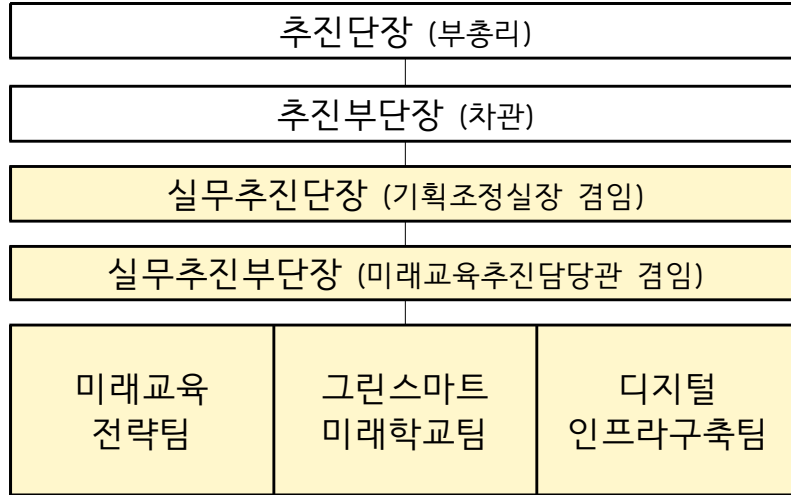 추진단장 (부총리)
추진부단장 (차관)
실무추진단장 (기획조정실장 겸임)
실무추진부단장 (미래교육추진담당관 겸임)
미래교육
전략팀
그린스마트
미래학교팀
디지털
인프라구축팀